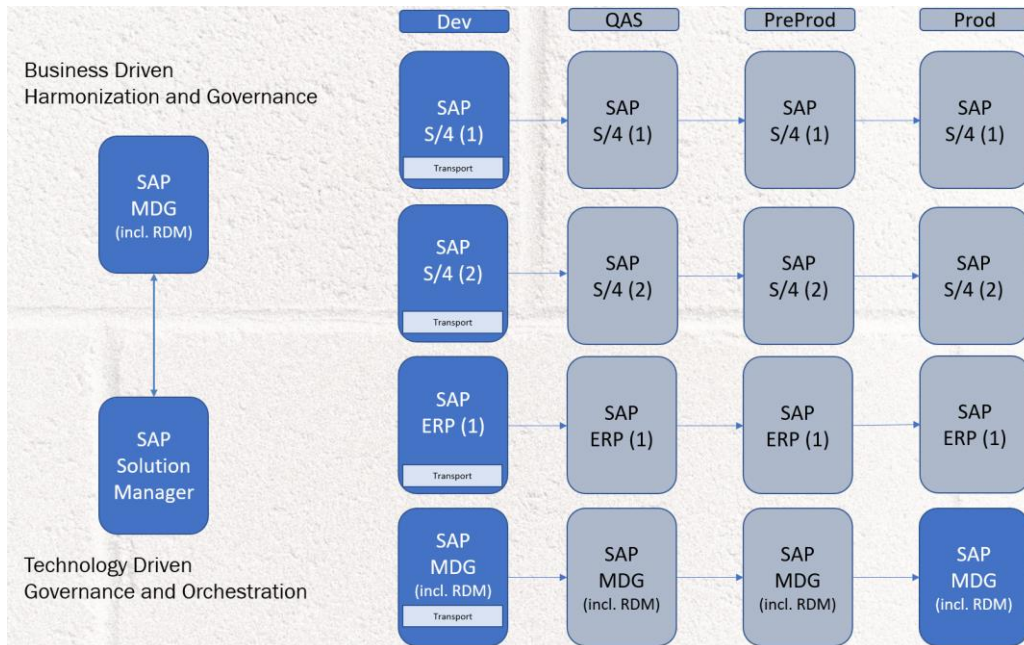 Dev
QAS
PreProd
Prod
Business Driven
Harmonization and Governance
SAP
MDG
(incl. RDM)
SAP
Solution
Manager
Technology Driven
Governance and Orchestration
SAP
S/4 (1)
Transport
SAP
S/4 (1)
SAP
S/4 (1)
SAP
S/4 (1)
SAP
S/4 (2)
Transport
SAP
S/4 (2)
SAP
S/4 (2)
SAP
S/4 (2)
SAP
ERP (1)
Transport
SAP
ERP (1)
SAP
ERP (1)
SAP
ERP (1)
SAP
MDG
(incl. RDM)
Transport
SAP
MDG
(incl. RDM)
SAP
MDG
(incl. RDM)
SAP
MDG
(incl. RDM)